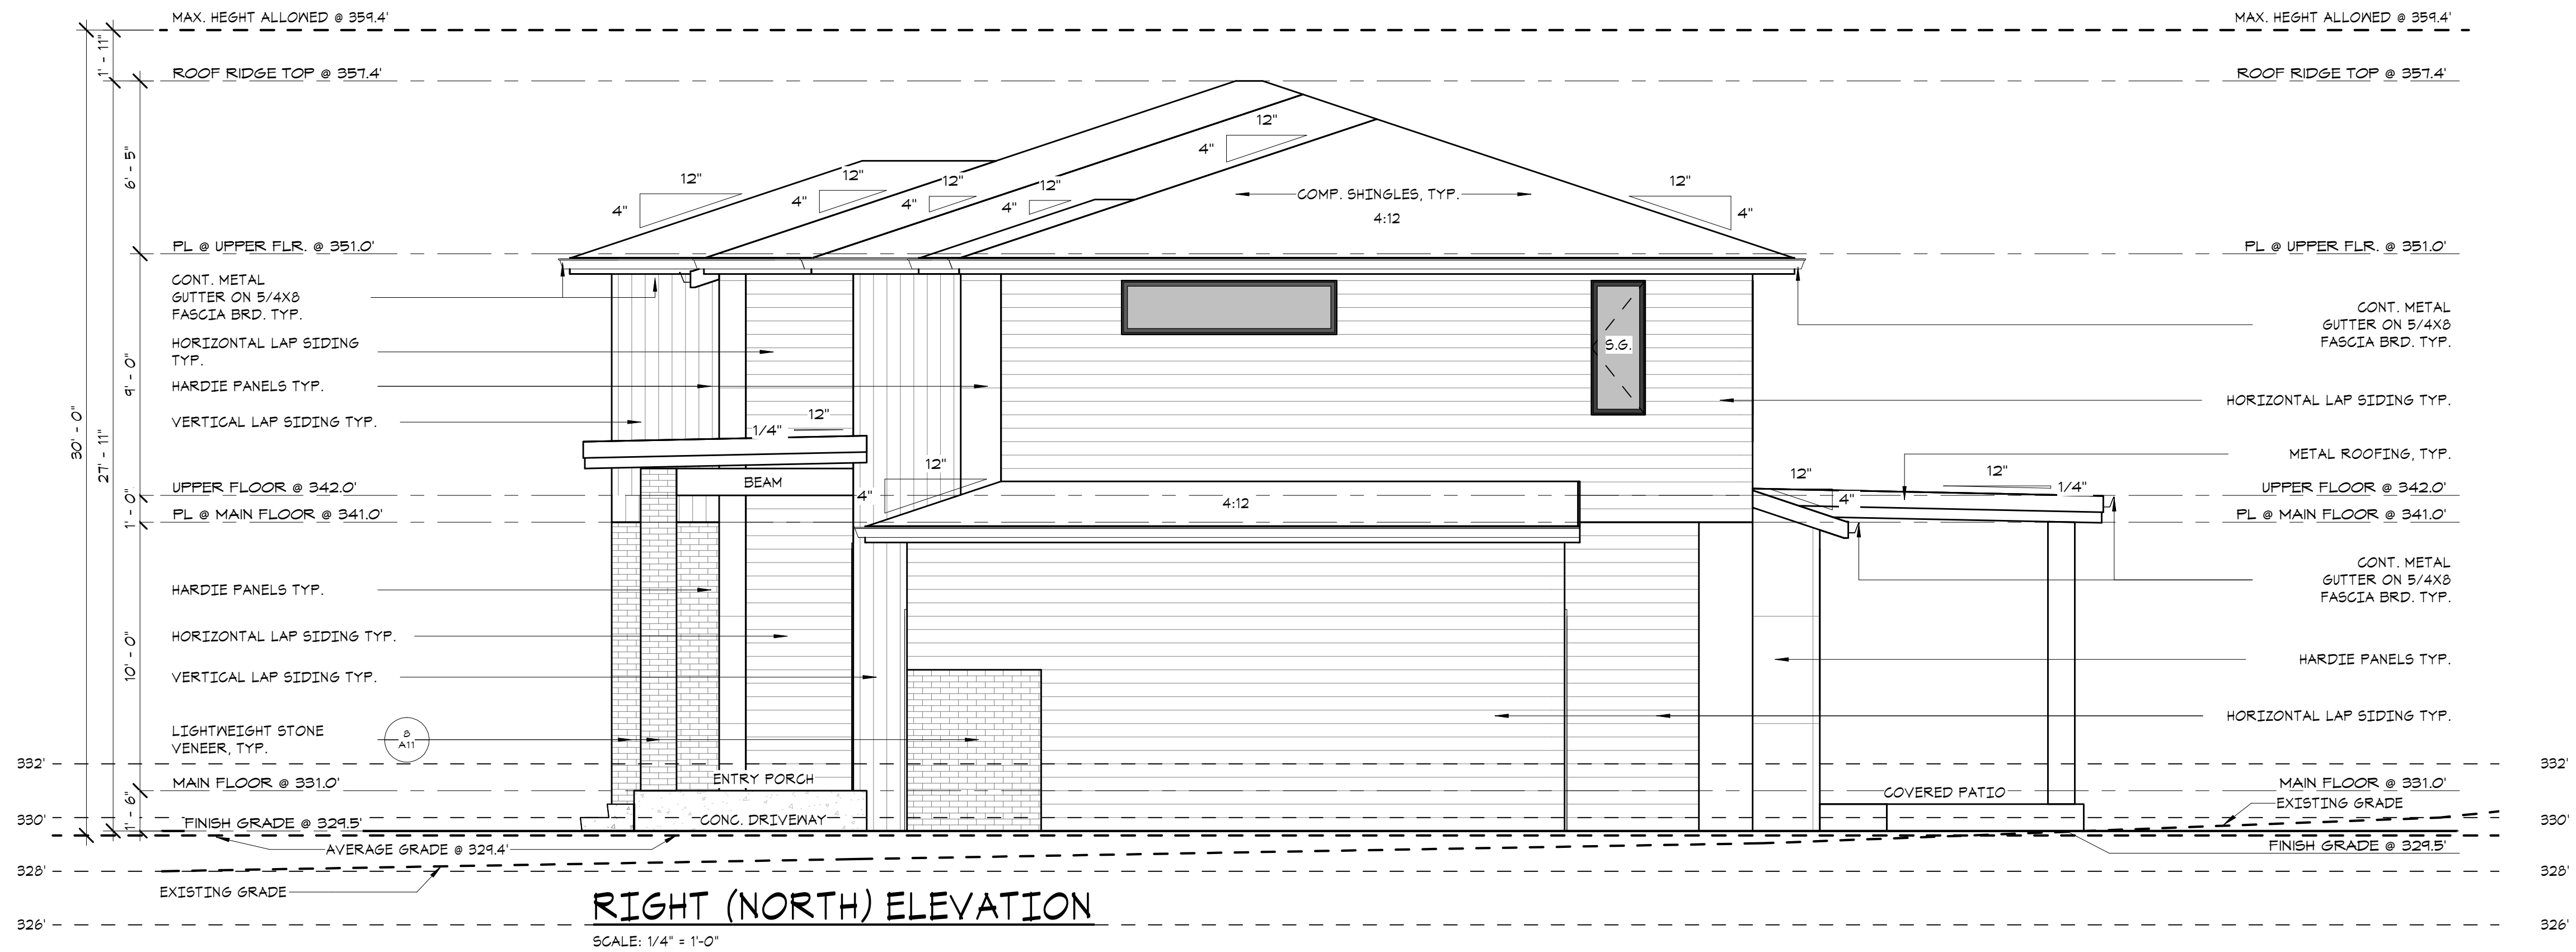 MAX. HEGHT ALLOWED @ 359.4'
MAX. HEGHT ALLOWED @ 359.4'
1' - 11"
ROOF RIDGE TOP @ 357.4'
ROOF RIDGE TOP @ 357.4'
12"
4"
6' - 5"
12"
4"
12"
4"
12"
4"
12"
4"
COMP. SHINGLES, TYP.
4:12
12"
4"
PL @ UPPER FLR. @ 351.0'
PL @ UPPER FLR. @ 351.0'
CONT. METAL
GUTTER ON 5/4X8
FASCIA BRD. TYP.
CONT. METAL
GUTTER ON 5/4X8
FASCIA BRD. TYP.
HORIZONTAL LAP SIDING
TYP.
S.G.
9' - 0"
HARDIE PANELS TYP.
HORIZONTAL LAP SIDING TYP.
VERTICAL LAP SIDING TYP.
12"
1/4"
30' - 0"
27' - 11"
METAL ROOFING, TYP.
12"
4"
12"
4"
12"
1/4"
UPPER FLOOR @ 342.0'
BEAM
UPPER FLOOR @ 342.0'
1' - 0"
4:12
PL @ MAIN FLOOR @ 341.0'
PL @ MAIN FLOOR @ 341.0'
CONT. METAL
GUTTER ON 5/4X8
FASCIA BRD. TYP.
HARDIE PANELS TYP.
HORIZONTAL LAP SIDING TYP.
10' - 0"
HARDIE PANELS TYP.
VERTICAL LAP SIDING TYP.
HORIZONTAL LAP SIDING TYP.
LIGHTWEIGHT STONE
VENEER, TYP.
8
A11
332'
332'
MAIN FLOOR @ 331.0'
ENTRY PORCH
MAIN FLOOR @ 331.0'
1' - 6"
COVERED PATIO
EXISTING GRADE
330'
FINISH GRADE @ 329.5'
CONC. DRIVEWAY
330'
AVERAGE GRADE @ 329.4'
FINISH GRADE @ 329.5'
328'
328'
EXISTING GRADE
RIGHT (NORTH) ELEVATION
326'
326'
SCALE: 1/4" = 1'-0"